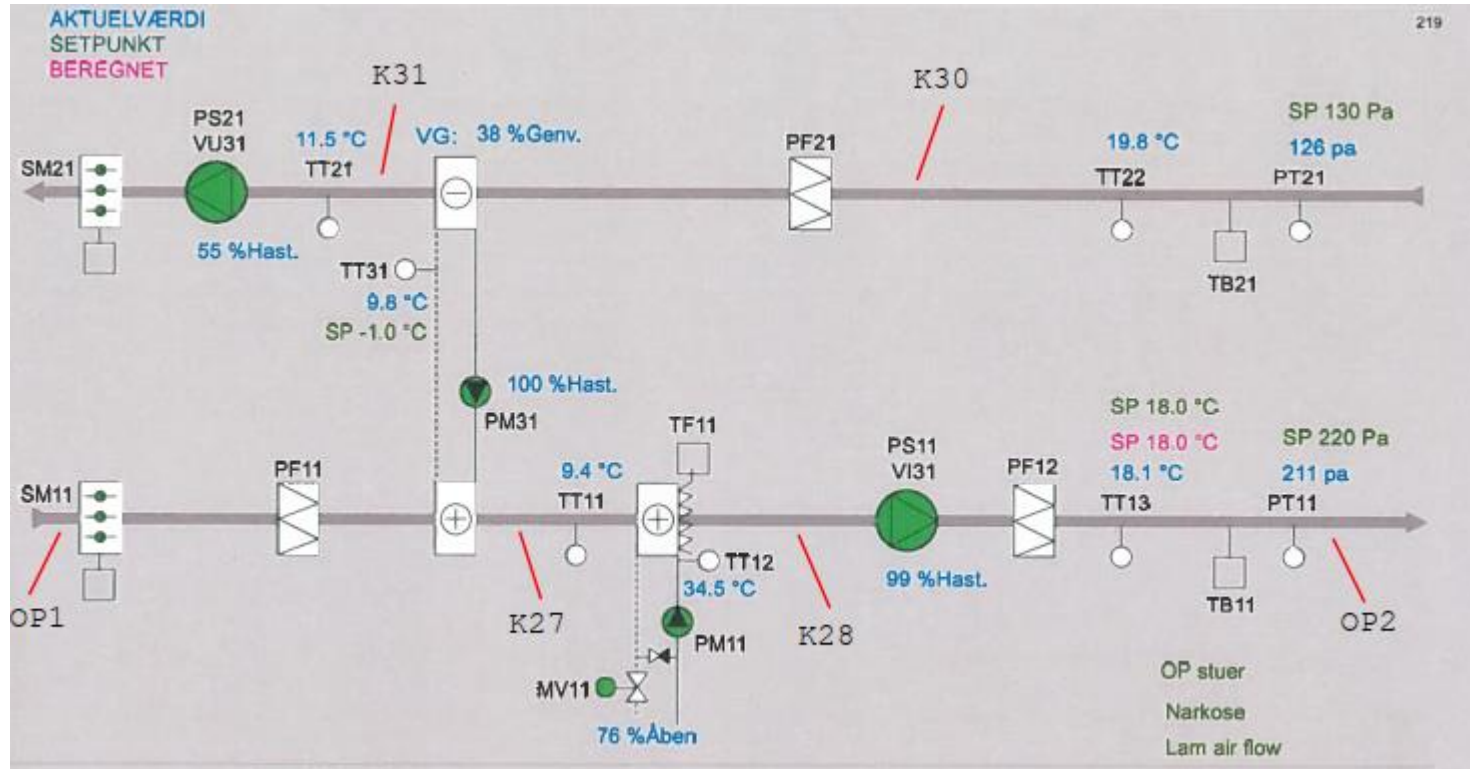 AKTUELVÆRDI
219
SETPUNKT
BEREGNET
K31
K30
PS21
VU31
SP 130 Pa
11.5 °C
VG: 38 %Genv.
PF21
19.8 °C
126 pa
SM21
TT21
TT22
PT21
55 %Hast.
TT31
TB21
9.8 °C
SP -1.0 °C
100 %Hast.
PM31
SP 18.0 °C
TF11
SP 18.0 °C
SP 220 Pa
PS11
VI31
PF11
9.4 °C
PF12
18.1 °C
211 pa
SM11
TT11
TT13
PT11
TT12
34.5 °C
99 %Hast.
TB11
OP1
K27
PM11
K28
OP2
MV11
OP stuer
76 %Åben
Narkose
Lam air flow